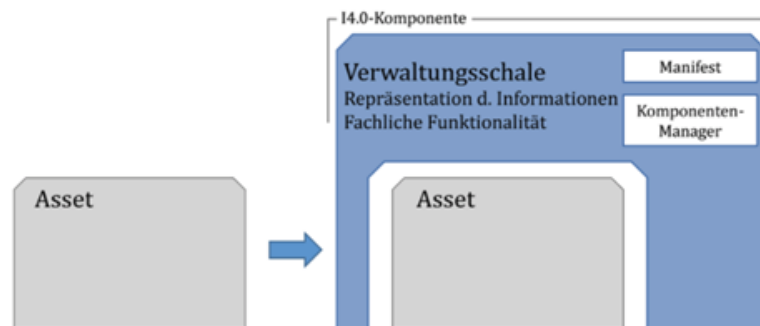 I4.0-Komponente
Verwaltungsschale
Repräsentation d. Informationen
Fachliche Funktionalität
Manifest
Komponenten-
Manager
Asset
Asset